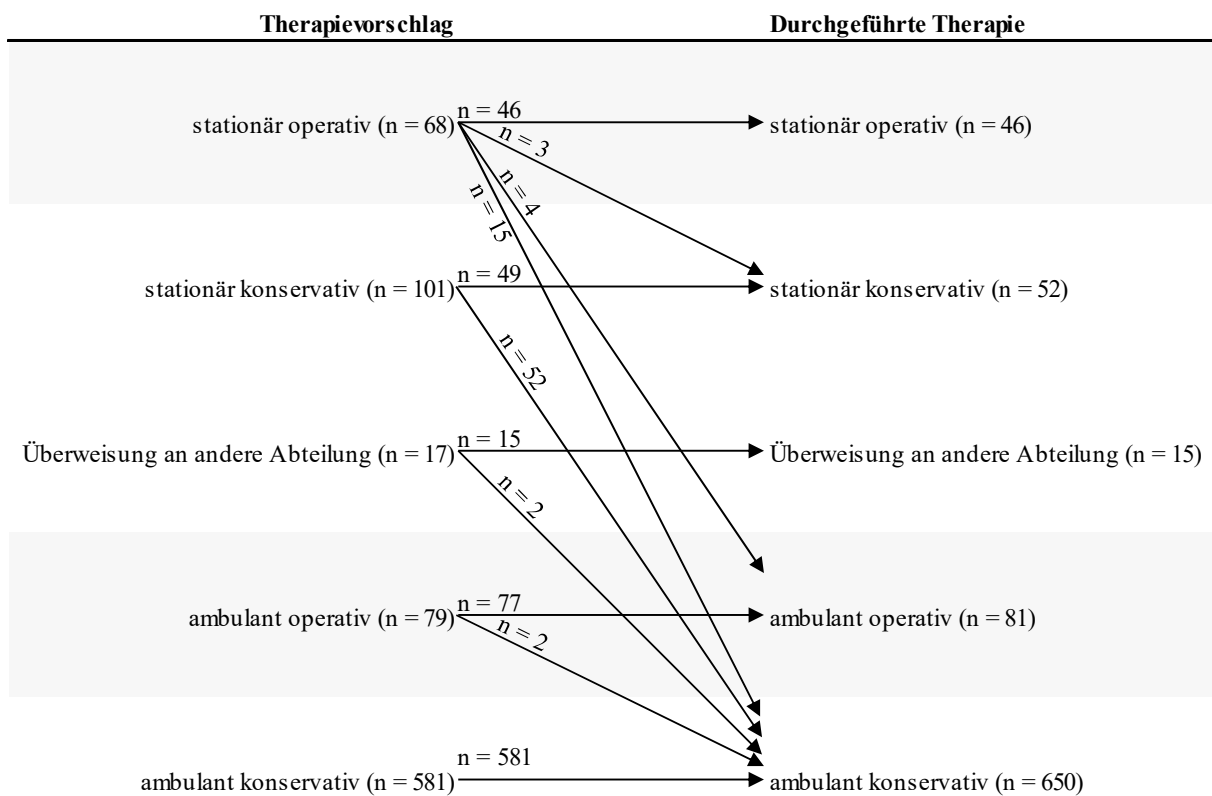 Therapievorschlag Durchgeführte Therapie
n = 46
stationär operativ (n = 68) stationär operativ (n = 46)
n = 3
n = 4
n = 15
n = 49
stationär konservativ (n = 101) stationär konservativ (n = 52)
n = 52
n = 15
Überweisung an andere Abteilung (n = 17) Überweisung an andere Abteilung (n = 15)
n = 2
n = 77
ambulant operativ (n = 79) ambulant operativ (n = 81)
n = 2
n = 581
ambulant konservativ (n = 581) ambulant konservativ (n = 650)